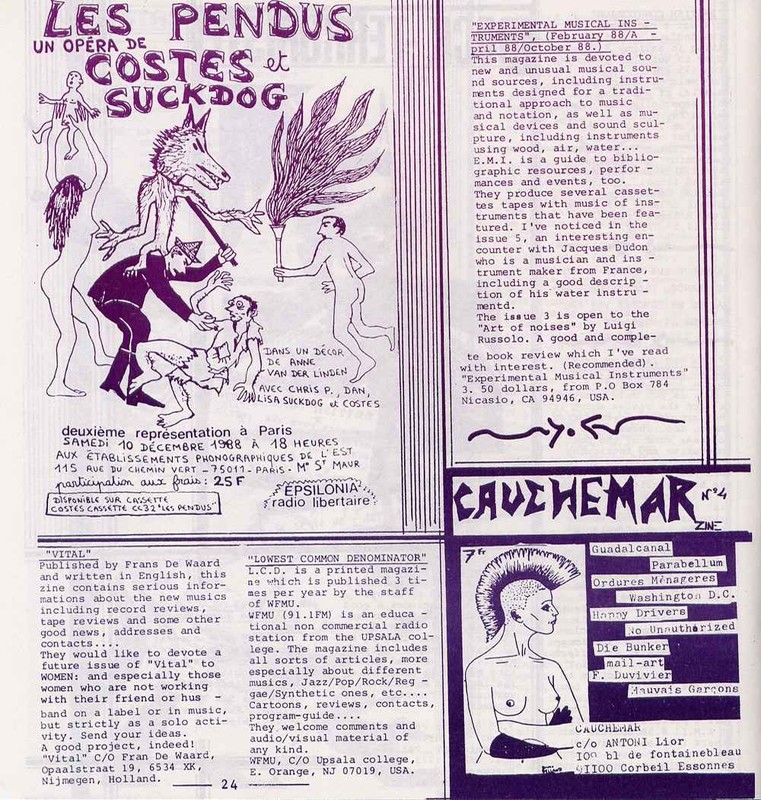 LES PENDUS
UN OPÉRA DE
COSTES et
SUCKDOG
DANS UN DÉCOR
DE ANNE
VAN DER LINDEN
AVEC CHRIS P., DAN,
LISA SUCKDOG et COSTES
deuxième représentation à Paris
SAMEDI 10 DÉCEMBRE 1988 À 18 HEURES
AUX ÉTABLISSEMENTS PHONOGRAPHIQUES DE L'EST
115 RUE DU CHEMIN VERT - 75011 - PARIS - M° ST MAUR
participation aux frais : 25 F
DISPONIBLE SUR CASSETTE
COSTES CASSETTE CC32 "LES PENDUS"
EPSILONIA
radio libertaire
"EXPERIMENTAL MUSICAL INS -
TRUMENTS", (February 88/A -
pril 88/October 88.)
This magazine is devoted to
new and unusual musical sou-
nd sources, including instru-
ments designed for a tradi-
tional approach to music
and notation, as well as mu-
sical devices and sound scul-
pture, including instruments
using wood, air, water...
E.M.I. is a guide to biblio-
graphic resources, perfor -
mances and events, too.
They produce several casset-
tes tapes with music of ins-
truments that have been fea-
tured. I've noticed in the
issue 5, an interesting en-
counter with Jacques Dudon
who is a musician and ins -
trument maker from France,
including a good descrip -
tion of his water instru -
mentd.
The issue 3 is open to the
"Art of noises" by Luigi
Russolo. A good and comple-
te book review which I've read
with interest. (Recommended).
"Experimental Musical Instruments"
3. 50 dollars, from P.O Box 784
Nicasio, CA 94946, USA.
"VITAL"
Published by Frans De Waard
and written in English, this
zine contains serious infor-
mations about the new musics
including record reviews,
tape reviews and some other
good news, addresses and
contacts....
They would like to devote a
future issue of "Vital" to
WOMEN: and especially those
women who are not working
with their friend or hus -
band on a label or in music,
but strictly as a solo acti-
vity. Send your ideas.
A good project, indeed!
"Vital" C/O Fran De Waard,
Opaalstraat 19, 6534 XK,
Nijmegen, Holland.
"LOWEST COMMON DENOMINATOR"
L.C.D. is a printed magazi-
ne which is published 3 ti-
mes per year by the staff
of WFMU.
WFMU (91.1FM) is an educa -
tional non commercial radio
station from the UPSALA col-
lege. The magazine includes
all sorts of articles, more
especially about different
musics, Jazz/Pop/Rock/Reg -
gae/Synthetic ones, etc....
Cartoons, reviews, contacts,
program-guide....
They welcome comments and
audio/visual material of
any kind.
WFMU, C/O Upsala college,
E. Orange, NJ 07019, USA.
24
CAUCHEMAR N°4
ZINE
7 Fr
Guadalcanal
Parabellum
Ordures Ménageres
Washington D.C.
Happy Drivers
No Unauthorized
Die Bunker
mail-art
F. Duvivier
Mauvais Garçons
CAUCHEMAR
c/o ANTONI Lior
bl de fontainebleau
91100 Corbeil Essonnes